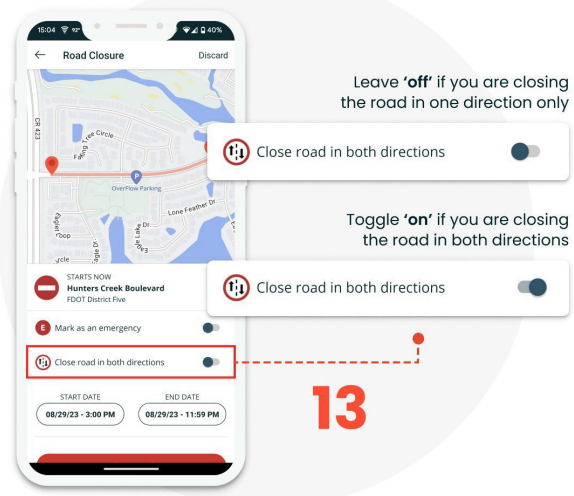 15:04 92° 40%
Road Closure Discard
CR 423
Tree Circle
P
OverFlow Parking
Lone Feather Dr.
Dr.
STARTS NOW
Hunters Creek Boulevard
FDOT District Five
E Mark as an emergency
Close road in both directions
START DATE END DATE
08/29/23 - 3:00 PM 08/29/23 - 11:59 PM
Leave ‘off’ if you are closing
the road in one direction only
Close road in both directions
Toggle ‘on’ if you are closing
the road in both directions
Close road in both directions
13